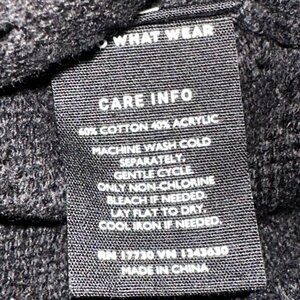 O WHAT WEAR
CARE INFO
60% COTTON 40% ACRYLIC
MACHINE WASH COLD
SEPARATELY.
GENTLE CYCLE.
ONLY NON-CHLORINE
BLEACH IF NEEDED.
LAY FLAT TO DRY.
COOL IRON IF NEEDED.
RN 17730 VN 1243630
MADE IN CHINA